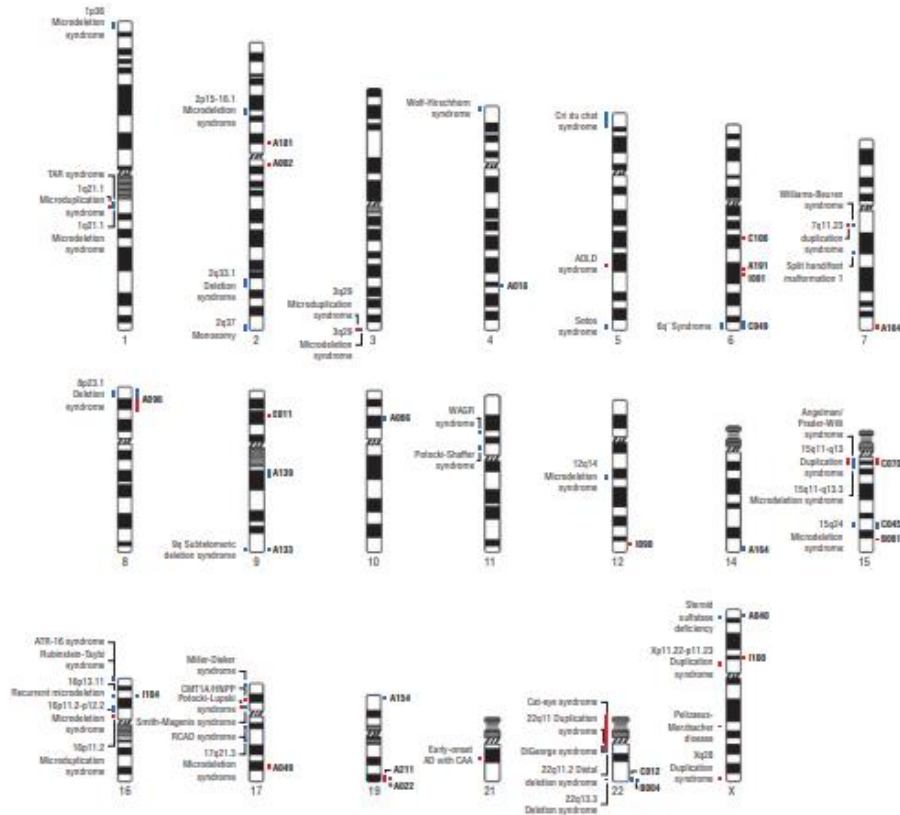 1p36
Microdeletion
syndrome
TAR syndrome
1q21.1
Microduplication
syndrome
1q21.1
Microdeletion
syndrome
1
2p15-16.1
Microdeletion
syndrome
A101
A002
2q33.1
Deletion
syndrome
2q37
Monosomy
2
3q29
Microduplication
syndrome
3q29
Microdeletion
syndrome
3
Wolf-Hirschhorn
syndrome
A016
4
Cri du chat
syndrome
ADLD
syndrome
Sotos
syndrome
5
C106
A191
I091
6q- Syndrome
C049
6
Williams-Beuren
syndrome
7q11.23
duplication
syndrome
Split hand/foot
malformation 1
A104
7
8p23.1
Deletion
syndrome
A096
8
E011
A139
9q Subtelomeric
deletion syndrome
A133
9
A066
10
WAGR
syndrome
Potocki-Shaffer
syndrome
11
12q14
Microdeletion
syndrome
I090
12
A164
14
Angelman/
Prader-Willi
syndrome
15q11-q13
Duplication
syndrome
15q11-q13.3
Microdeletion syndrome
15q24
Microdeletion
syndrome
C070
C045
B001
15
ATR-16 syndrome
Rubinstein-Taybi
syndrome
16p13.11
Recurrent microdeletion
16p11.2-p12.2
Microdeletion
syndrome
16p11.2
Microduplication
syndrome
I104
16
Miller-Dieker
syndrome
CMT1A/HNPP
Potocki-Lupski
syndrome
Smith-Magenis syndrome
RCAD syndrome
17q21.3
Microdeletion
syndrome
A049
17
A154
A211
A022
19
Early-onset
AD with CAA
21
Cat-eye syndrome
22q11 Duplication
syndrome
DiGeorge syndrome
22q11.2 Distal
deletion syndrome
22q13.3
Deletion syndrome
C012
B004
22
Steroid
sulfatase
deficiency
Xp11.22-p11.23
Duplication
syndrome
Pelizaeus-
Merzbacher
disease
Xq28
Duplication
syndrome
A040
X